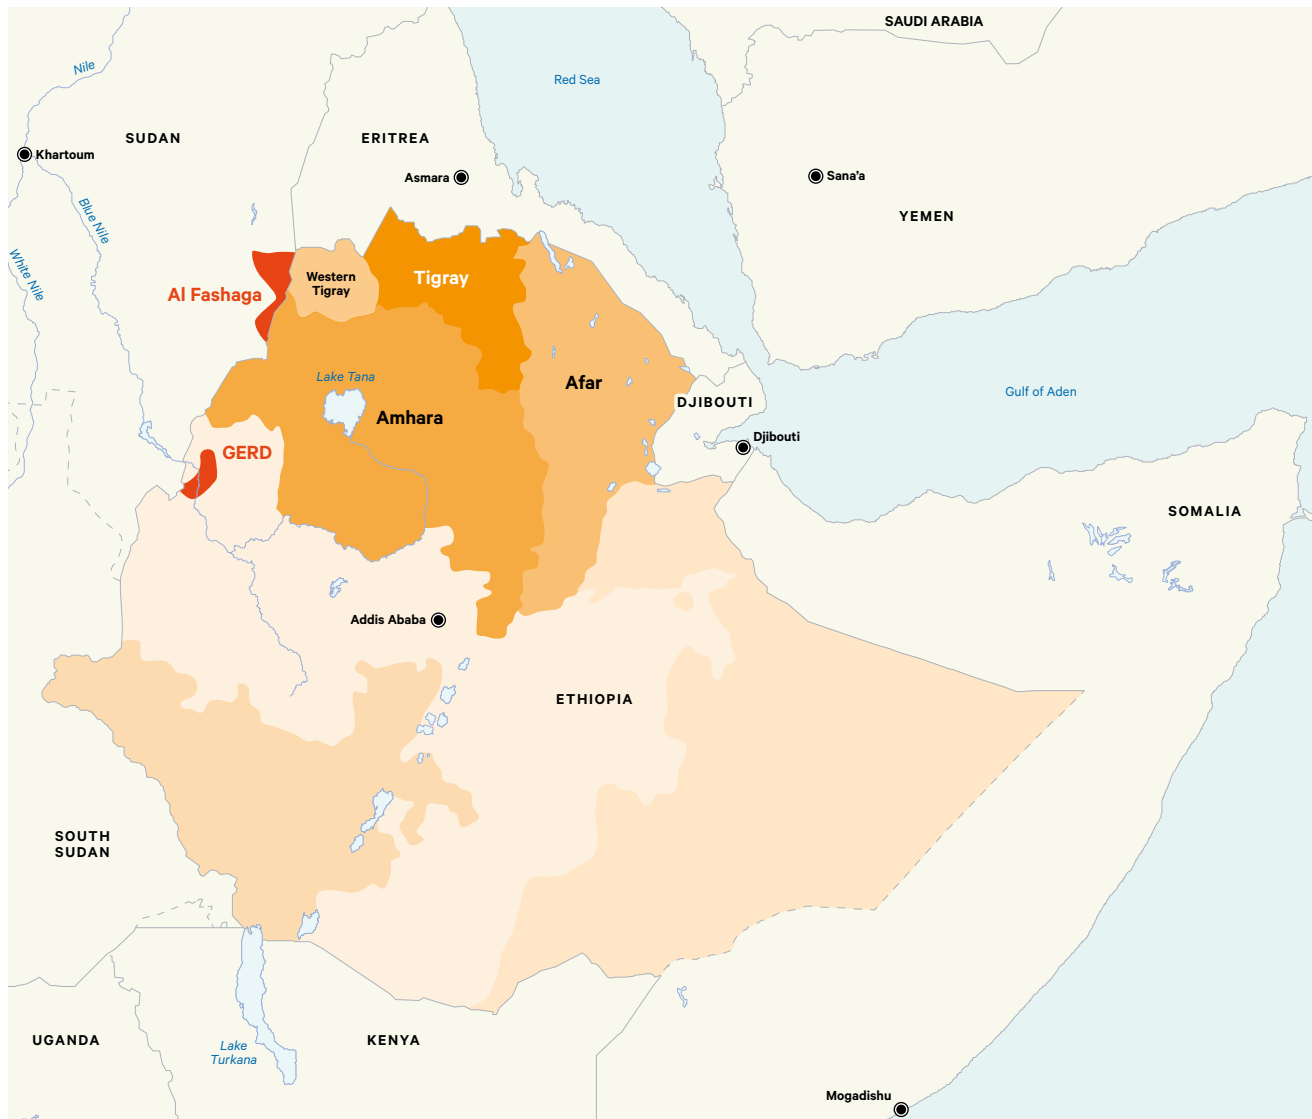 SAUDI ARABIA
Nile
Red Sea
SUDAN
ERITREA
Khartoum
Asmara
Sana’a
YEMEN
Blue Nile
White Nile
Western
Tigray
Tigray
Al Fashaga
Lake Tana
Afar
Gulf of Aden
DJIBOUTI
Amhara
Djibouti
GERD
SOMALIA
Addis Ababa
ETHIOPIA
SOUTH
SUDAN
UGANDA
Lake
Turkana
KENYA
Mogadishu